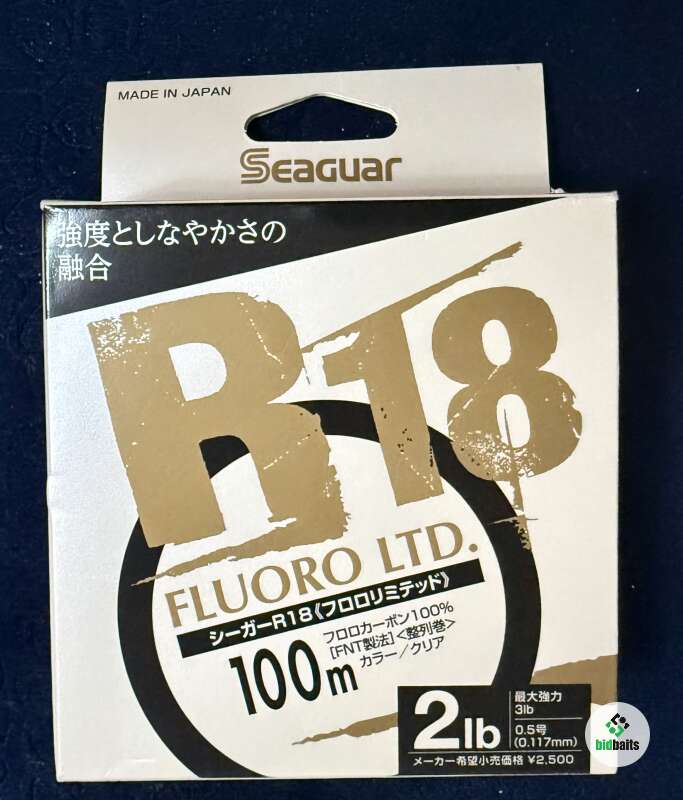 MADE IN JAPAN
Seaguar
強度としなやかさの
融合
R18
FLUORO LTD.
シーガーR18《フロロリミテッド》
100m
フロロカーボン100%
[FNT製法]<整列巻>
カラー/クリア
2lb
最大強力
3lb
0.5号
(0.117mm)
メーカー希望小売価格 ¥2,500
bidbaits